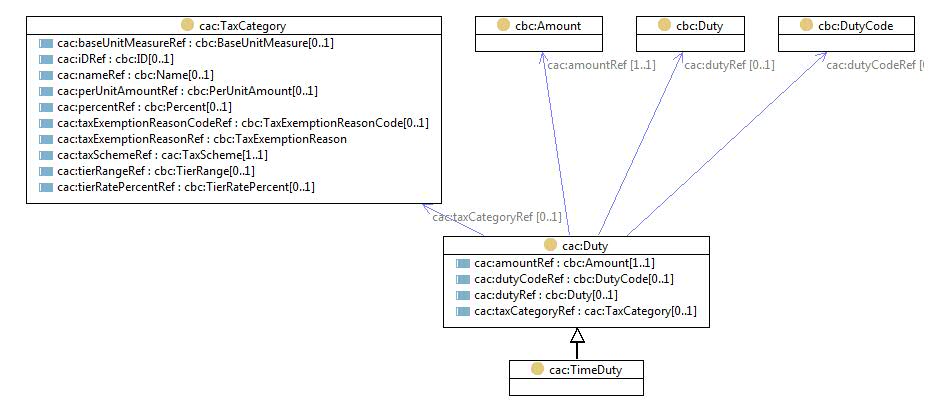 cac:TaxCategory
cac:baseUnitMeasureRef : cbc:BaseUnitMeasure[0..1]
cac:iDRef : cbc:ID[0..1]
cac:nameRef : cbc:Name[0..1]
cac:perUnitAmountRef : cbc:PerUnitAmount[0..1]
cac:percentRef : cbc:Percent[0..1]
cac:taxExemptionReasonCodeRef : cbc:TaxExemptionReasonCode[0..1]
cac:taxExemptionReasonRef : cbc:TaxExemptionReason
cac:taxSchemeRef : cac:TaxScheme[1..1]
cac:tierRangeRef : cbc:TierRange[0..1]
cac:tierRatePercentRef : cbc:TierRatePercent[0..1]
cbc:Amount
cbc:Duty
cbc:DutyCode
cac:amountRef [1..1]
cac:dutyRef [0..1]
cac:dutyCodeRef [
cac:taxCategoryRef [0..1]
cac:Duty
cac:amountRef : cbc:Amount[1..1]
cac:dutyCodeRef : cbc:DutyCode[0..1]
cac:dutyRef : cbc:Duty[0..1]
cac:taxCategoryRef : cac:TaxCategory[0..1]
cac:TimeDuty